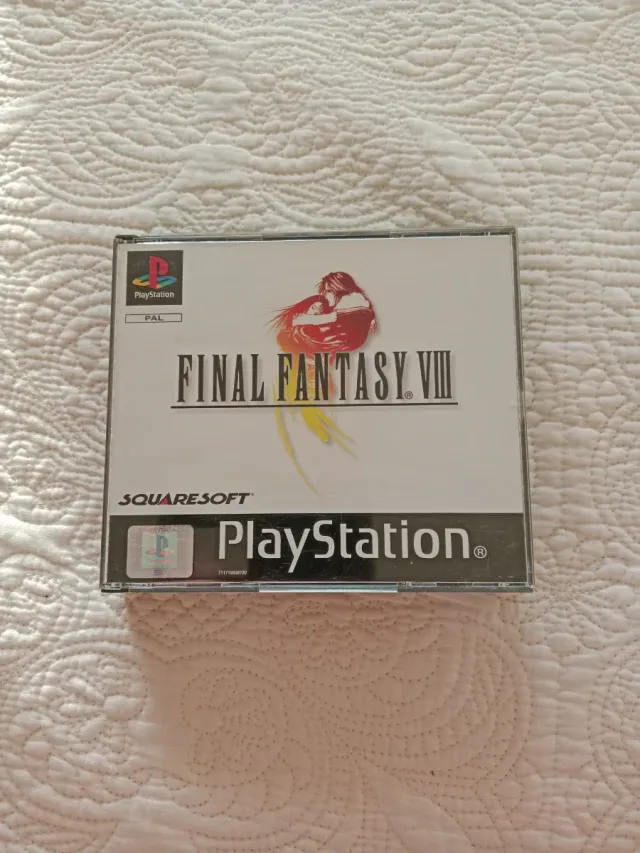 PlayStation
PAL
FINAL FANTASY® VIII
SQUARESOFT®
PlayStation®